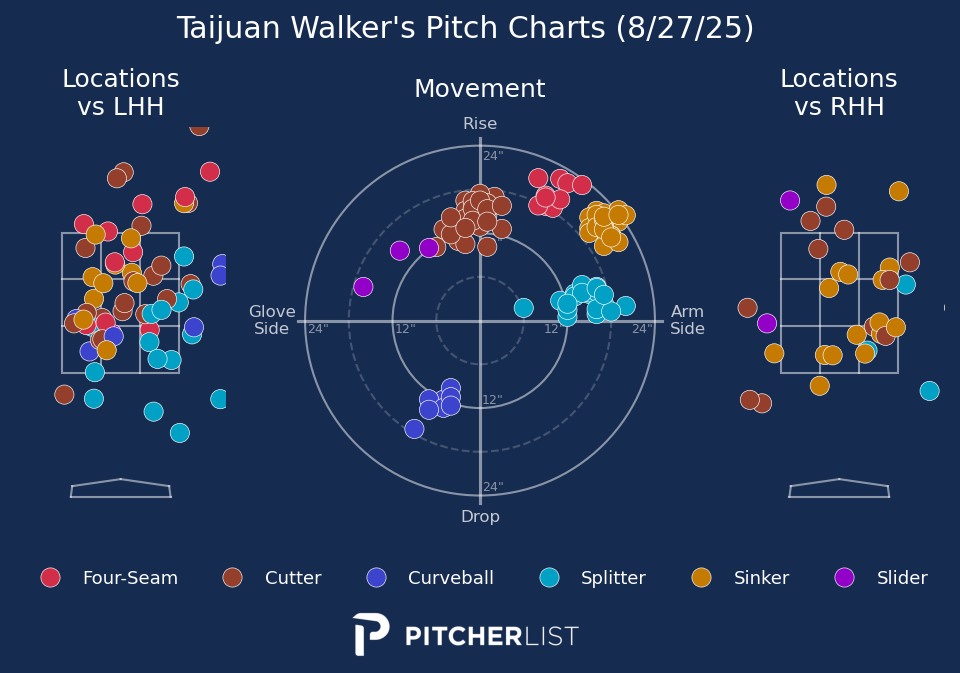 Taijuan Walker's Pitch Charts (8/27/25)
Locations
vs LHH
Movement
Locations
vs RHH
Rise
24"
12"
Glove
Side
24"
12"
12"
24"
Arm
Side
12"
24"
Drop
Four-Seam
Cutter
Curveball
Splitter
Sinker
Slider
PITCHERLIST